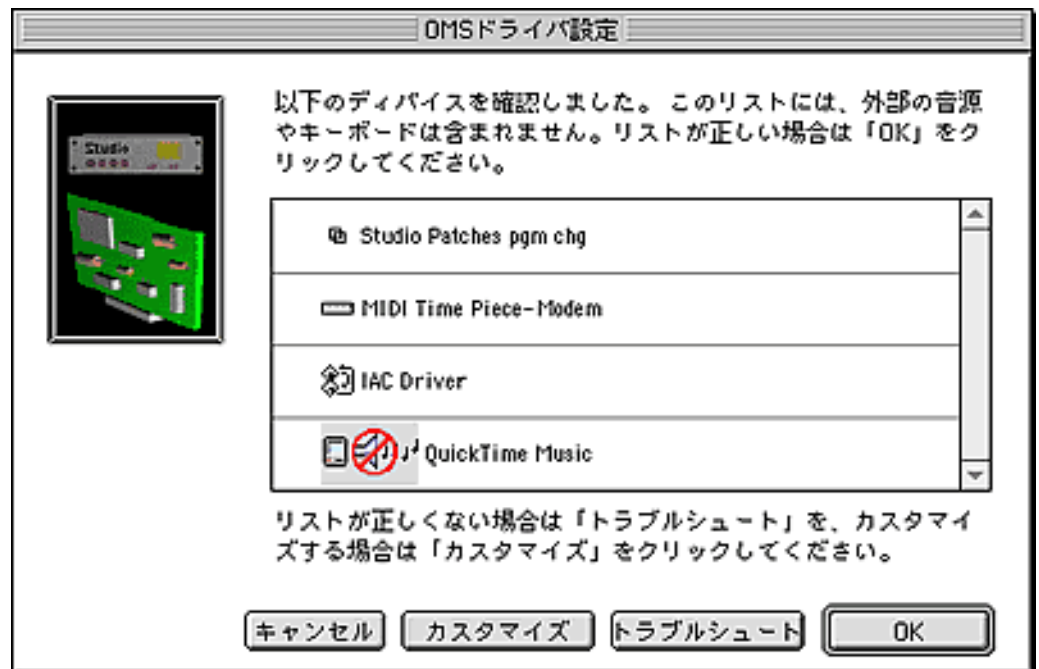 OMSドライバ設定
以下のディバイスを確認しました。このリストには、外部の音源
やキーボードは含まれません。リストが正しい場合は「OK」をク
リックしてください。
Studio
Studio Patches pgm chg
MIDI Time Piece-Modem
IAC Driver
QuickTime Music
リストが正しくない場合は「トラブルシュート」を、カスタマイ
ズする場合は「カスタマイズ」をクリックしてください。
キャンセル カスタマイズ トラブルシュート OK